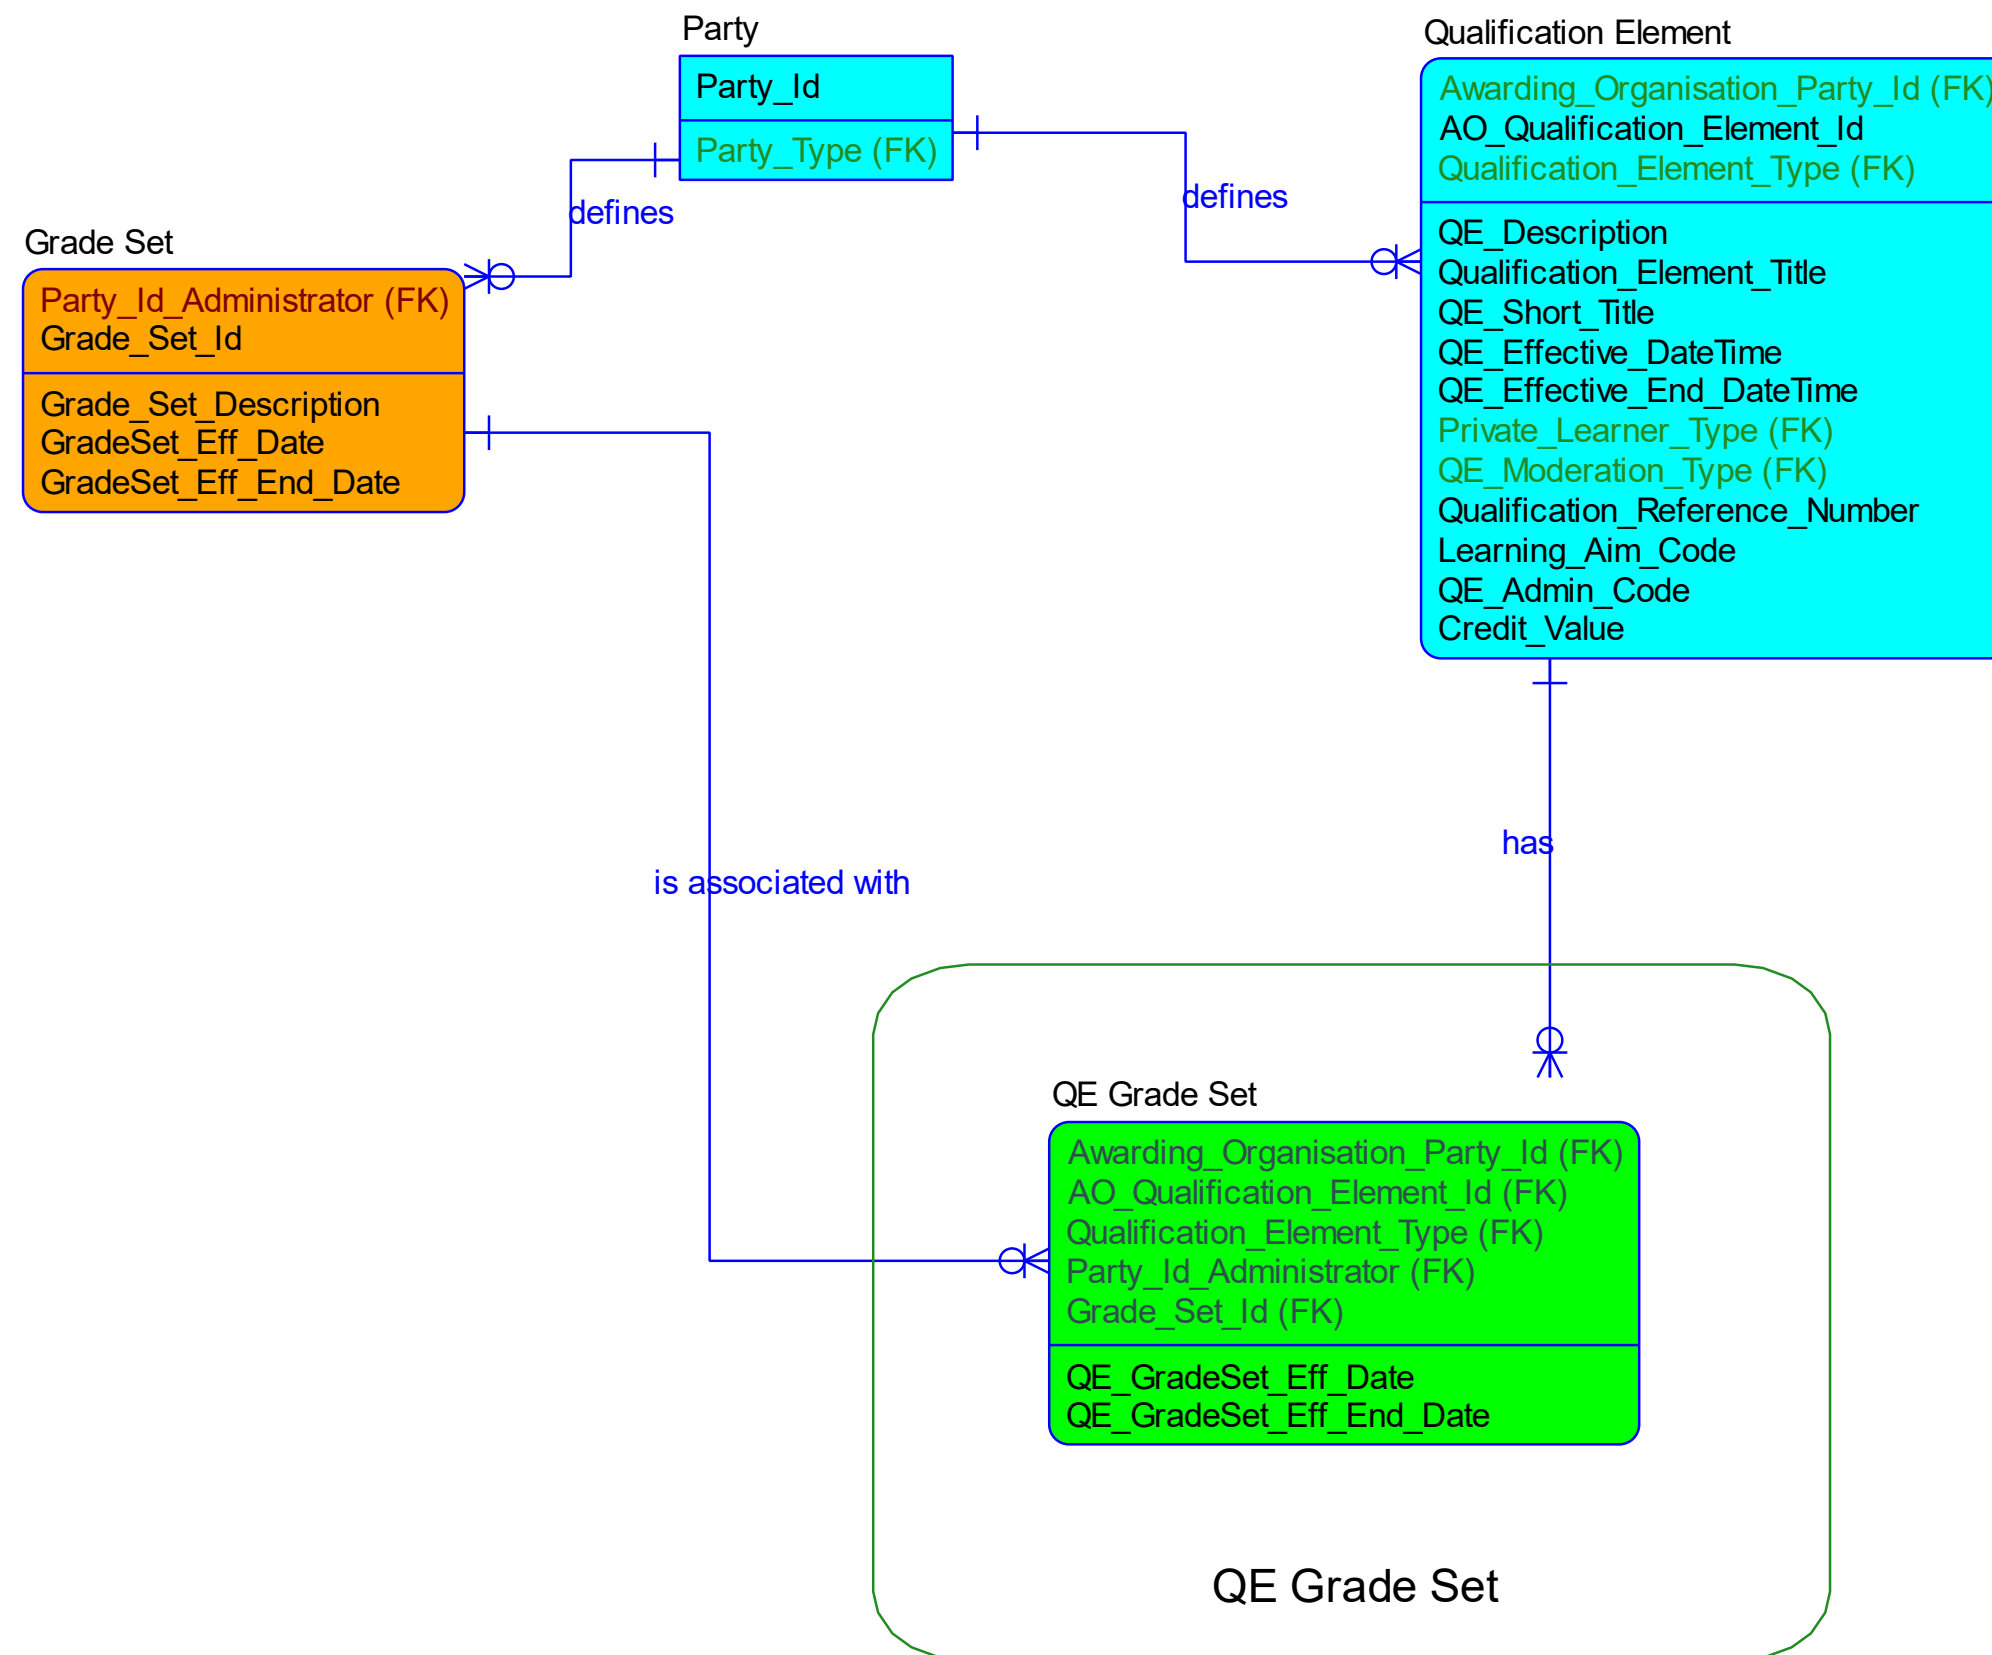 Party
Party_Id
Party_Type (FK)
Qualification Element
Awarding_Organisation_Party_Id (FK)
AO_Qualification_Element_Id
Qualification_Element_Type (FK)
QE_Description
Qualification_Element_Title
QE_Short_Title
QE_Effective_DateTime
QE_Effective_End_DateTime
Private_Learner_Type (FK)
QE_Moderation_Type (FK)
Qualification_Reference_Number
Learning_Aim_Code
QE_Admin_Code
Credit_Value
defines
defines
Grade Set
Party_Id_Administrator (FK)
Grade_Set_Id
Grade_Set_Description
GradeSet_Eff_Date
GradeSet_Eff_End_Date
has
is associated with
QE Grade Set
Awarding_Organisation_Party_Id (FK)
AO_Qualification_Element_Id (FK)
Qualification_Element_Type (FK)
Party_Id_Administrator (FK)
Grade_Set_Id (FK)
QE_GradeSet_Eff_Date
QE_GradeSet_Eff_End_Date
QE Grade Set